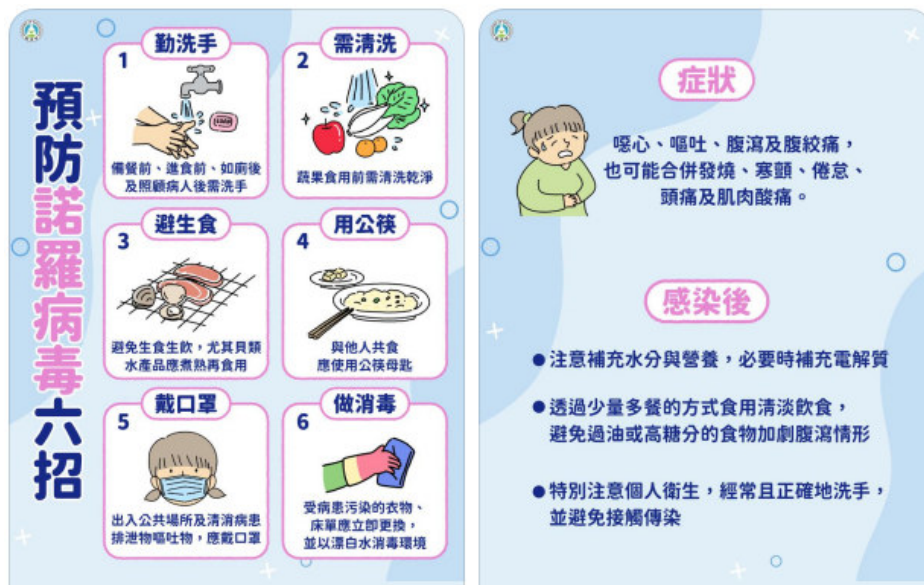 預防諾羅病毒六招
勤洗手
1
備餐前、進食前、如廁後
及照顧病人後需洗手
需清洗
2
蔬果食用前需清洗乾淨
避生食
3
避免生食生飲，尤其貝類
水產品應煮熟再食用
用公筷
4
與他人共食
應使用公筷母匙
戴口罩
5
出入公共場所及清消病患
排泄物嘔吐物，應戴口罩
做消毒
6
受病患污染的衣物、
床單應立即更換，
並以漂白水消毒環境
症狀
噁心、嘔吐、腹瀉及腹絞痛，
也可能合併發燒、寒顫、倦怠、
頭痛及肌肉酸痛。
感染後
●注意補充水分與營養，必要時補充電解質
●透過少量多餐的方式食用清淡飲食，
避免過油或高糖分的食物加劇腹瀉情形
●特別注意個人衛生，經常且正確地洗手，
並避免接觸傳染